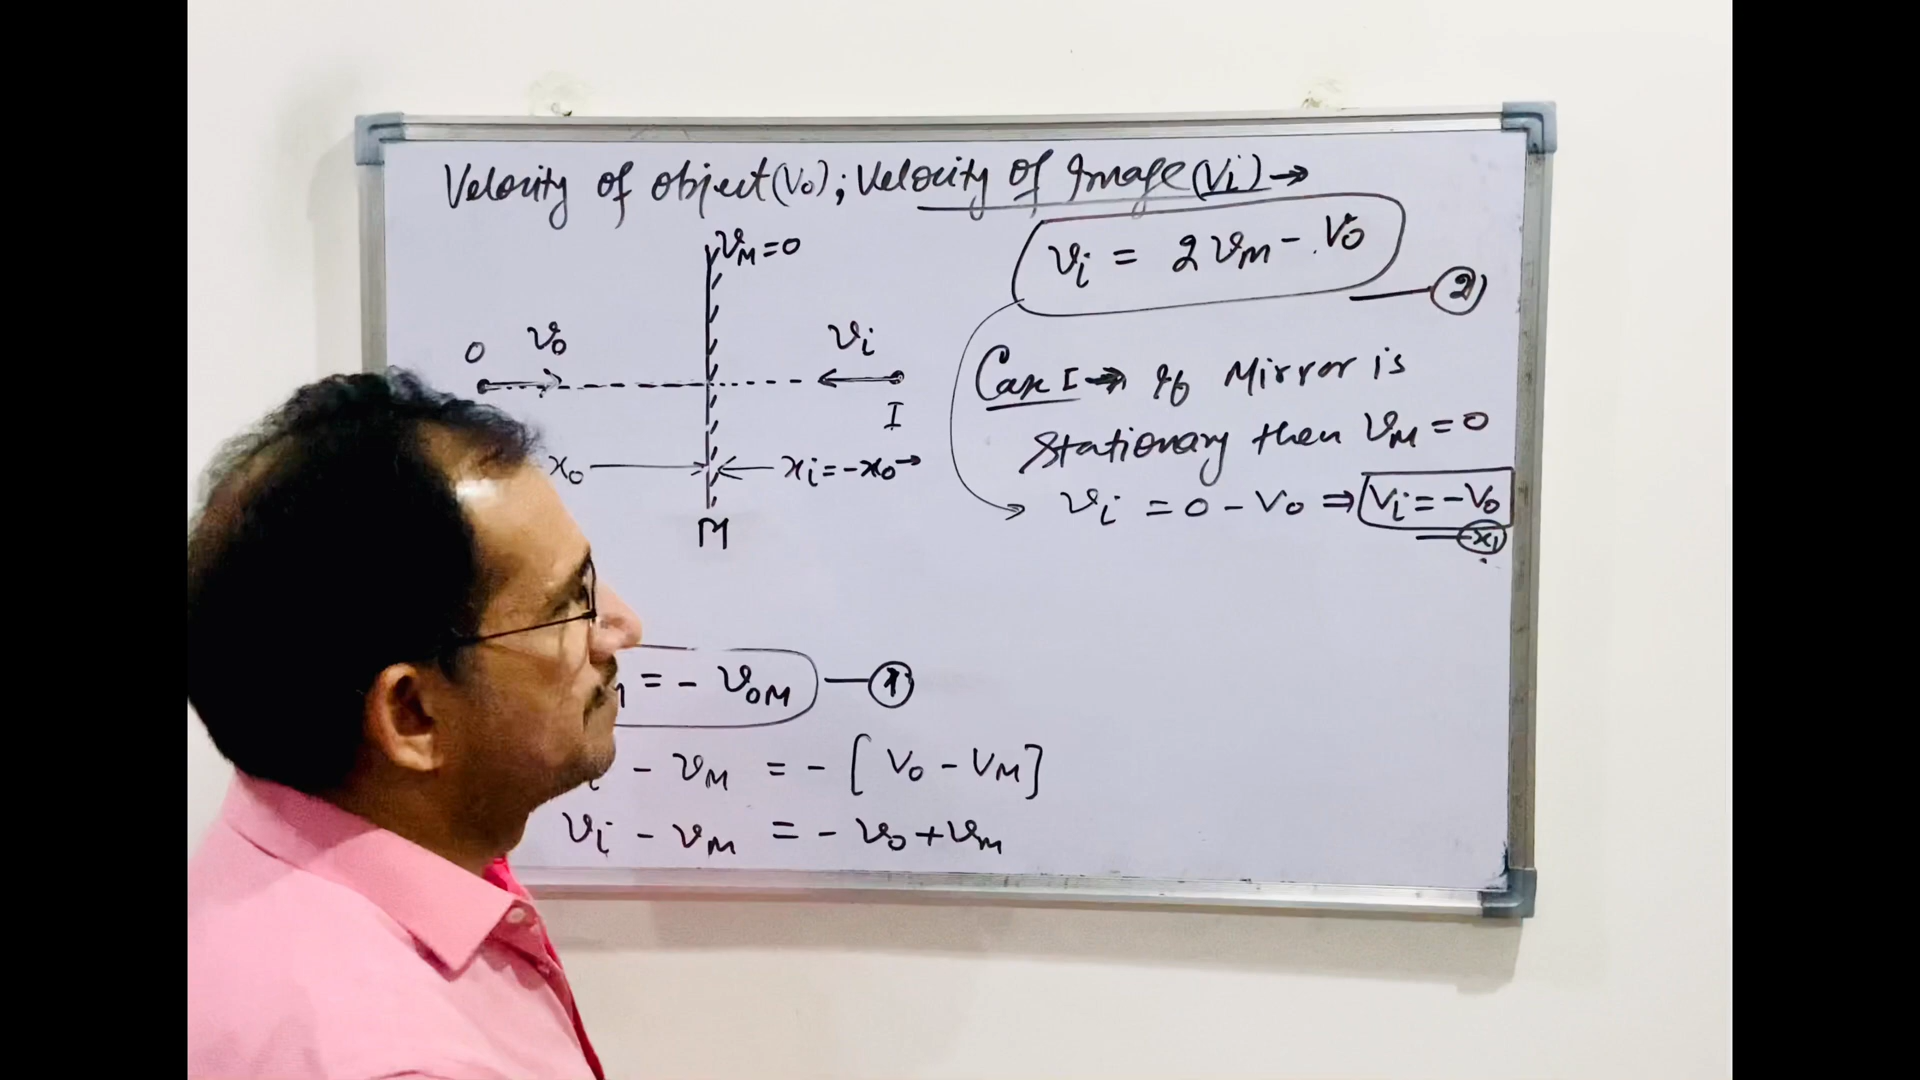 Velocity of object (V₀); Velocity of Image (Vᵢ) →
v_M = 0
O v₀ vᵢ
I
x₀ xᵢ = -x₀
M
= - v_OM — ①
- v_M = - [V₀ - V_M]
vᵢ - v_M = - v₀ + v_m
vᵢ = 2v_m - V₀
— ②
Case I → If Mirror is
stationary then v_M = 0
vᵢ = 0 - V₀ ⇒ Vᵢ = -V₀